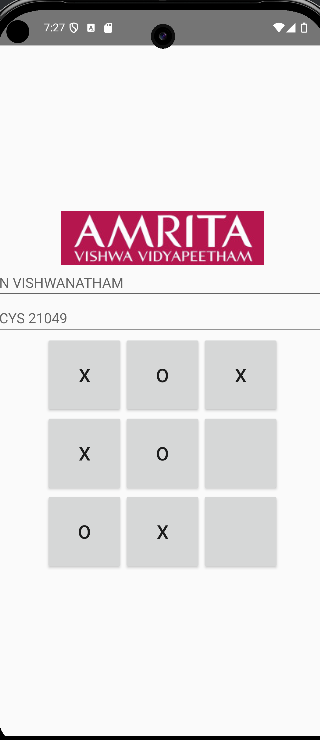 7:27
AMRITA
VISHWA VIDYAPEETHAM
N VISHWANATHAM
CYS 21049
X O X
X O
O X